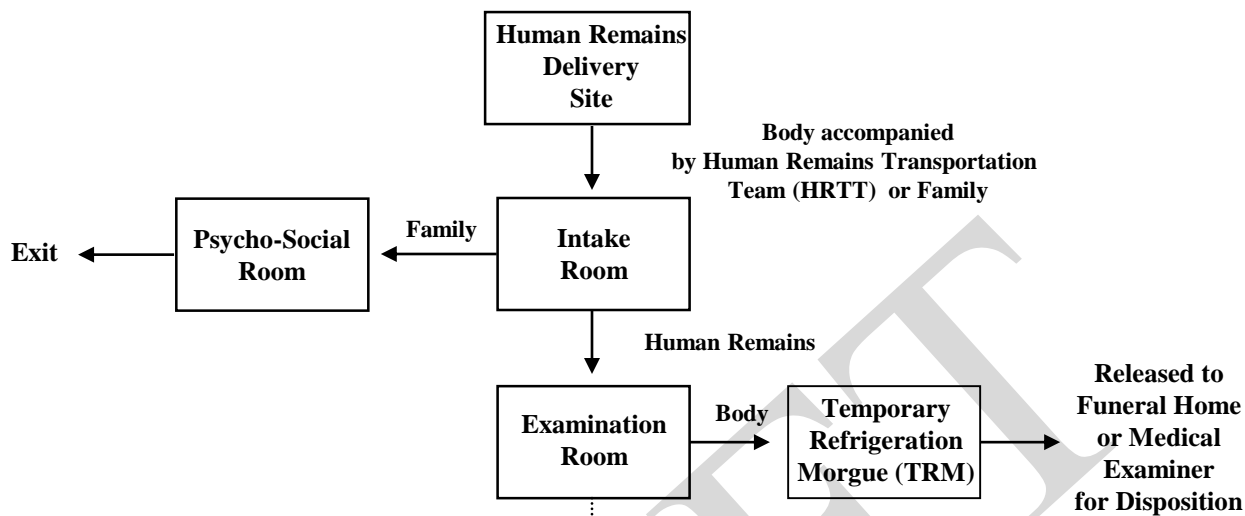 Human Remains
Delivery
Site
Body accompanied
by Human Remains Transportation
Team (HRTT) or Family
Exit
Psycho-Social
Room
Family
Intake
Room
Human Remains
Examination
Room
Body
Temporary
Refrigeration
Morgue (TRM)
Released to
Funeral Home
or Medical
Examiner
for Disposition